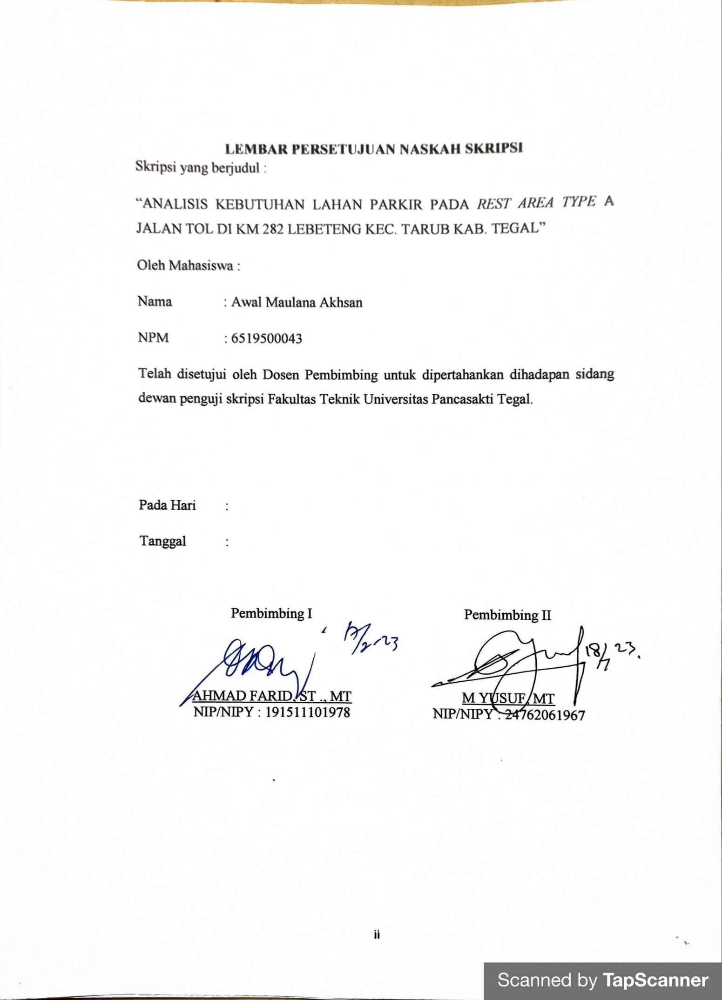 LEMBAR PERSETUJUAN NASKAH SKRIPSI
Skripsi yang berjudul :
“ANALISIS KEBUTUHAN LAHAN PARKIR PADA REST AREA TYPE A
JALAN TOL DI KM 282 LEBETENG KEC. TARUB KAB. TEGAL”
Oleh Mahasiswa :
Nama : Awal Maulana Akhsan
NPM : 6519500043
Telah disetujui oleh Dosen Pembimbing untuk dipertahankan dihadapan sidang
dewan penguji skripsi Fakultas Teknik Universitas Pancasakti Tegal.
Pada Hari :
Tanggal :
Pembimbing I
Pembimbing II
18/7 23.
AHMAD FARID, ST ., MT
NIP/NIPY : 191511101978
M YUSUF, MT
NIP/NIPY : 24762061967
ii
Scanned by TapScanner